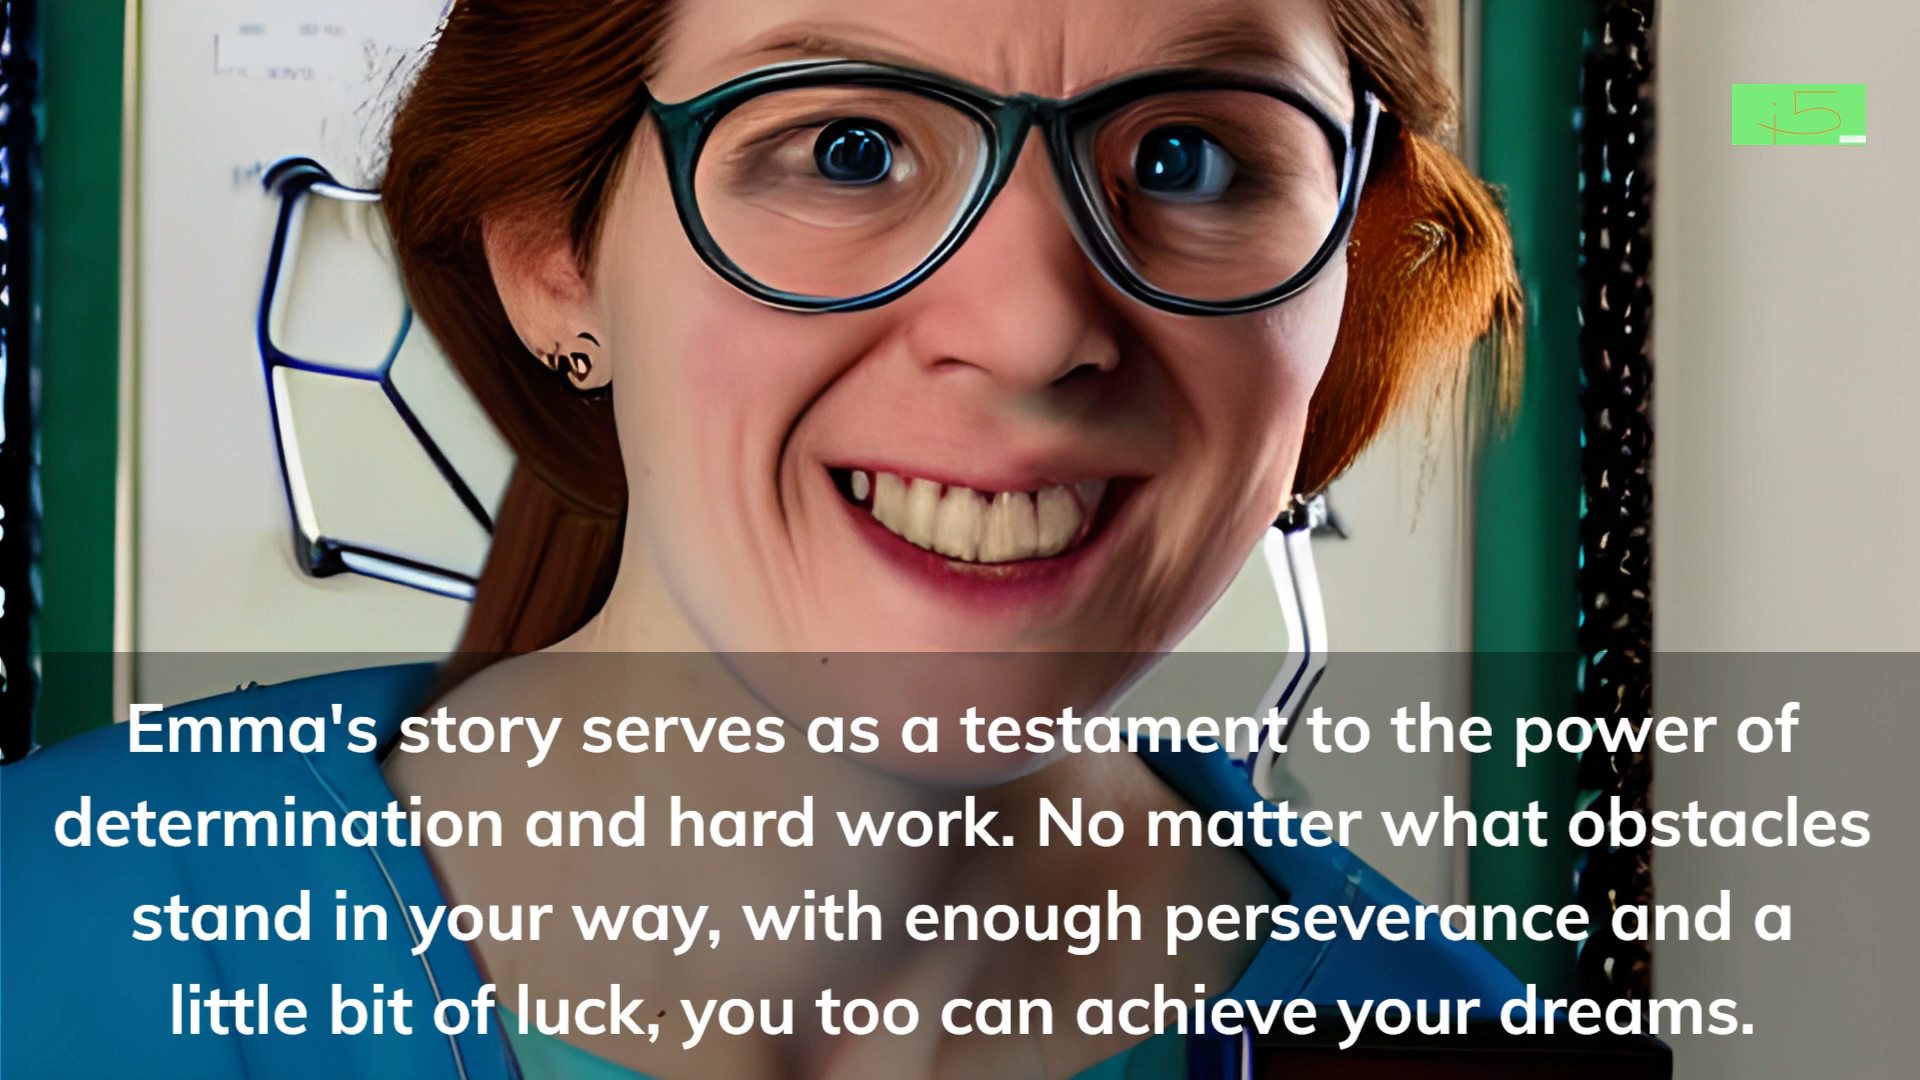 i5
Emma's story serves as a testament to the power of
determination and hard work. No matter what obstacles
stand in your way, with enough perseverance and a
little bit of luck, you too can achieve your dreams.